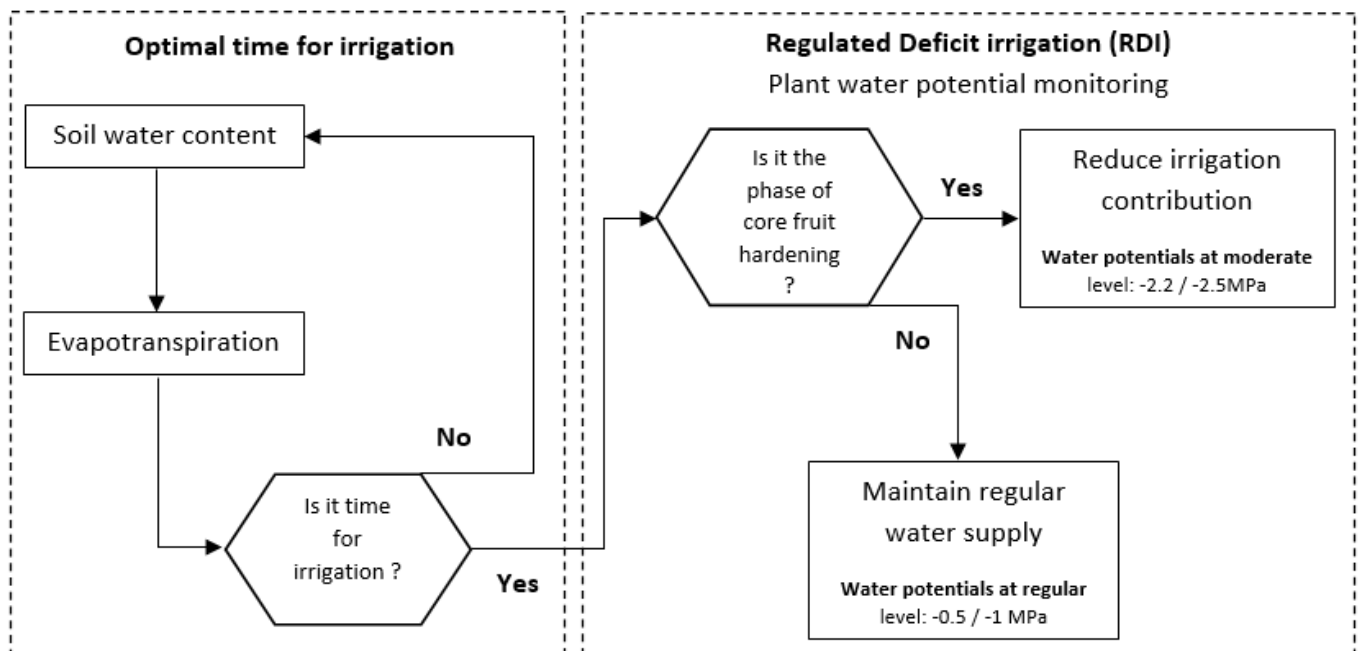 Optimal time for irrigation
Soil water content
Evapotranspiration
No
Is it time
for
irrigation ?
Yes
Regulated Deficit irrigation (RDI)
Plant water potential monitoring
Is it the
phase of
core fruit
hardening
?
Yes
Reduce irrigation
contribution
Water potentials at moderate
level: -2.2 / -2.5MPa
No
Maintain regular
water supply
Water potentials at regular
level: -0.5 / -1 MPa